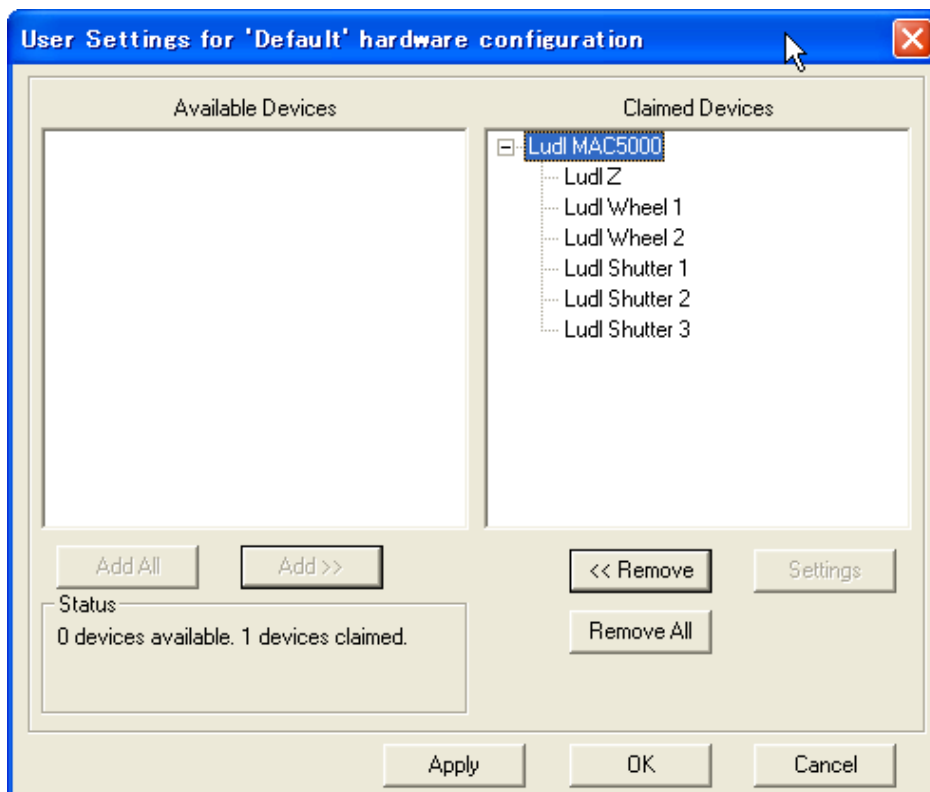 User Settings for 'Default' hardware configuration
Available Devices
Claimed Devices
Ludl MAC5000
Ludl Z
Ludl Wheel 1
Ludl Wheel 2
Ludl Shutter 1
Ludl Shutter 2
Ludl Shutter 3
Add All
Add >>
<< Remove
Settings
Status
0 devices available. 1 devices claimed.
Remove All
Apply
OK
Cancel